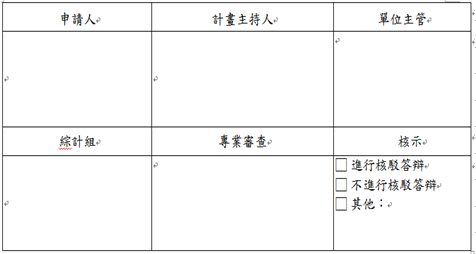 申請人 計畫主持人 單位主管
綜計組 專業審查 核示
□ 進行核駁答辯
□ 不進行核駁答辯
□ 其他：